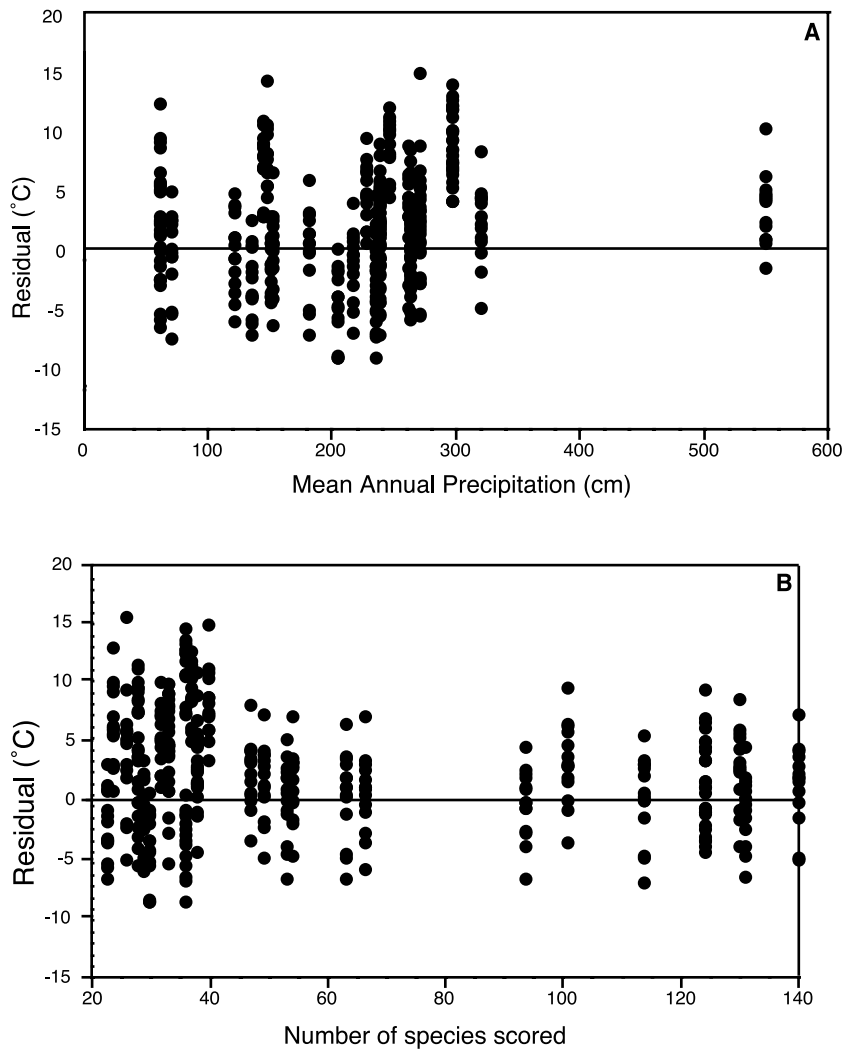 20
A
15
10
5
0
-5
-10
-15
Residual (˚C)
0 100 200 300 400 500 600
Mean Annual Precipitation (cm)
20
B
15
10
5
0
-5
-10
-15
Residual (˚C)
20 40 60 80 100 120 140
Number of species scored